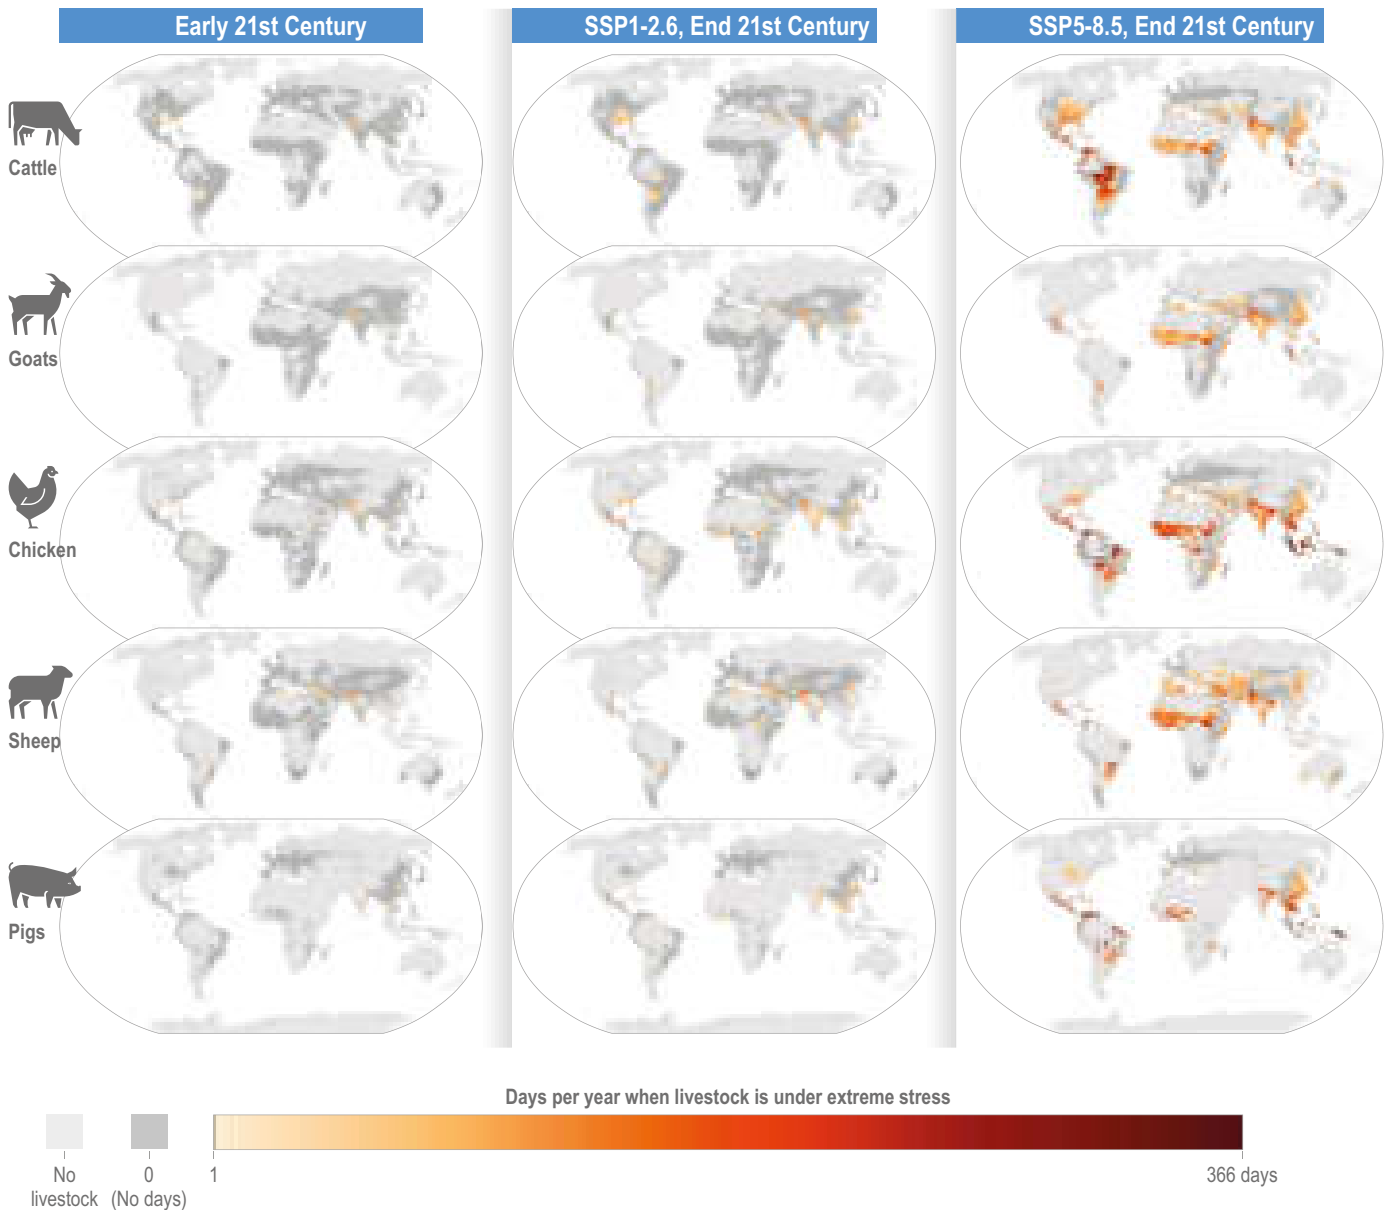 Early 21st Century
SSP1-2.6, End 21st Century
SSP5-8.5, End 21st Century
Cattle
Goats
Chicken
Sheep
Pigs
Days per year when livestock is under extreme stress
No
livestock
0
(No days)
1
366 days